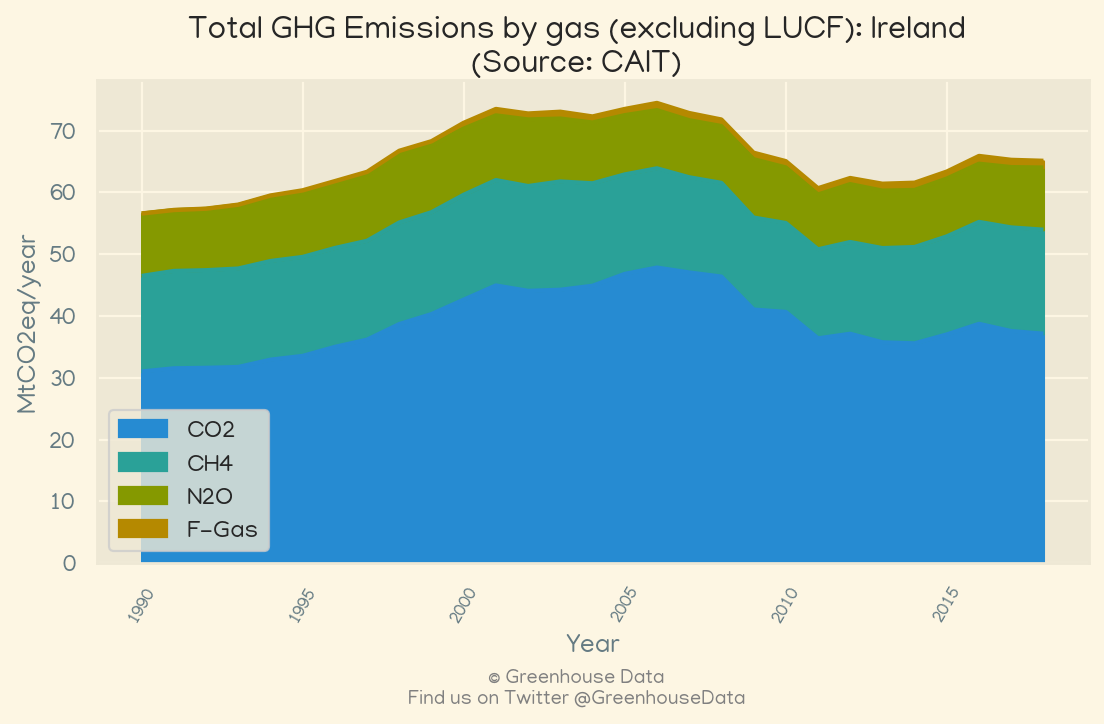 Total GHG Emissions by gas (excluding LUCF): Ireland
(Source: CAIT)
MtCO2eq/year
70
60
50
40
30
20
10
0
CO2
CH4
N2O
F-Gas
1990
1995
2000
2005
2010
2015
Year
© Greenhouse Data
Find us on Twitter @GreenhouseData